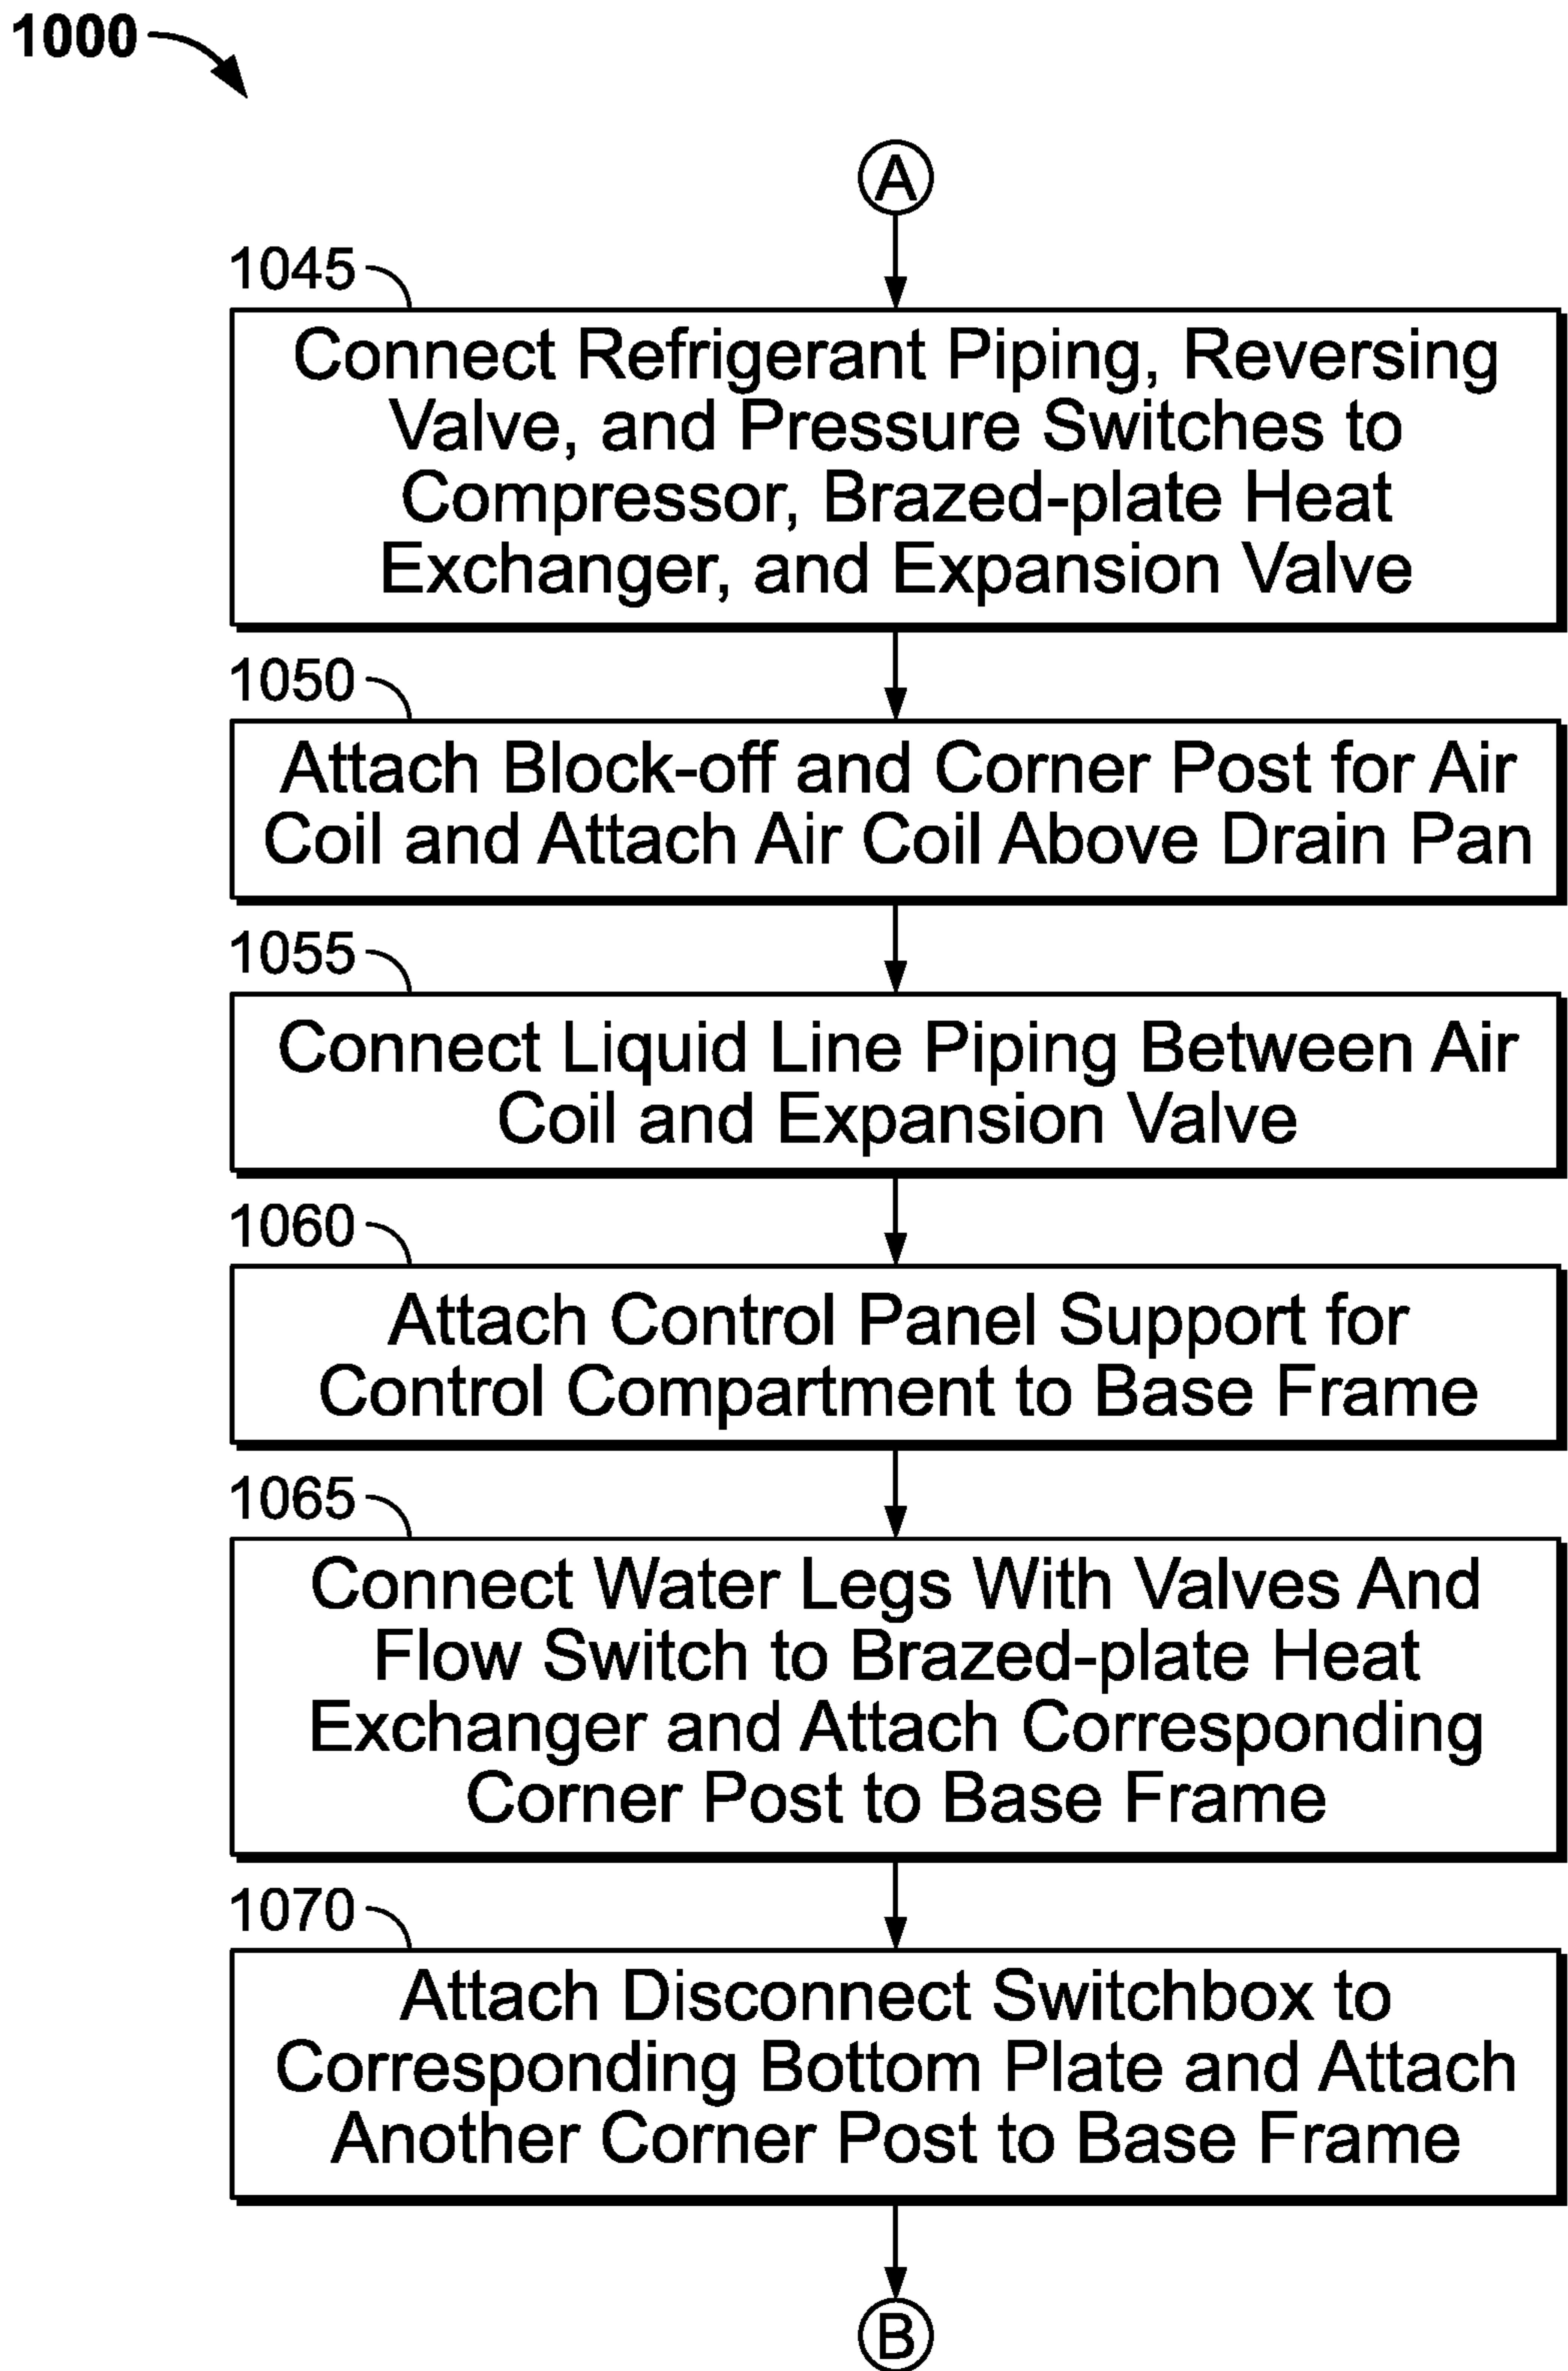 1000
A
1045
Connect Refrigerant Piping, Reversing
Valve, and Pressure Switches to
Compressor, Brazed-plate Heat
Exchanger, and Expansion Valve
1050
Attach Block-off and Corner Post for Air
Coil and Attach Air Coil Above Drain Pan
1055
Connect Liquid Line Piping Between Air
Coil and Expansion Valve
1060
Attach Control Panel Support for
Control Compartment to Base Frame
1065
Connect Water Legs With Valves And
Flow Switch to Brazed-plate Heat
Exchanger and Attach Corresponding
Corner Post to Base Frame
1070
Attach Disconnect Switchbox to
Corresponding Bottom Plate and Attach
Another Corner Post to Base Frame
B